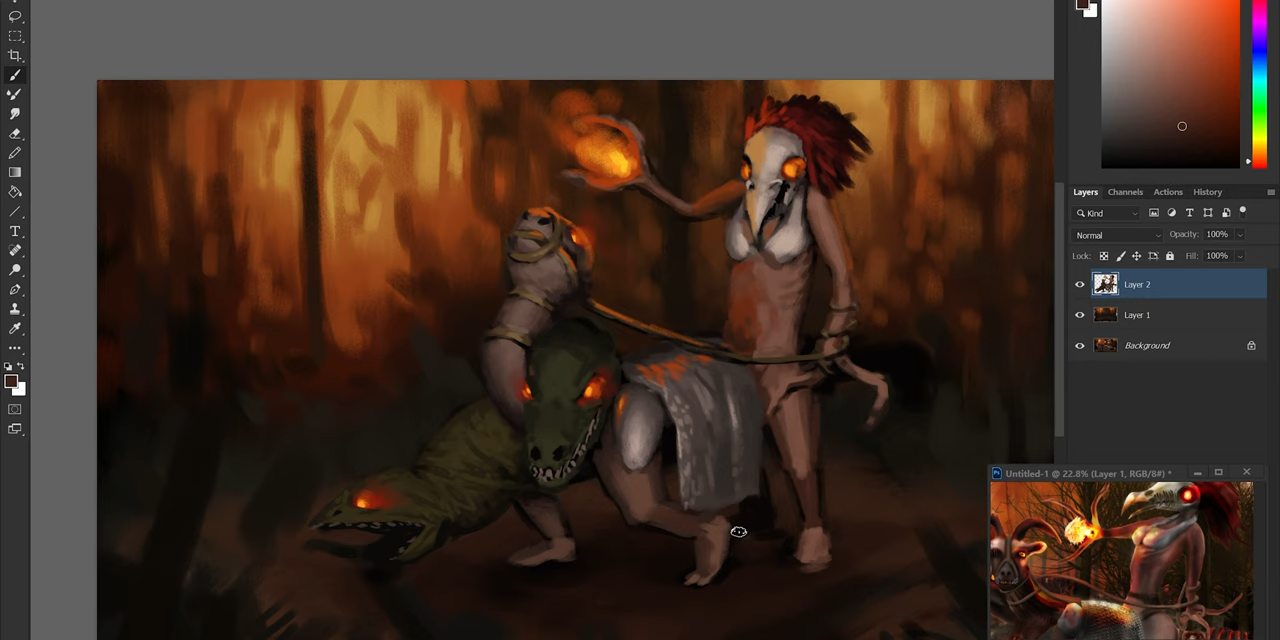 Layers Channels Actions History
Kind
Normal Opacity: 100%
Lock: Fill: 100%
Layer 2
Layer 1
Background
Ps Untitled-1 @ 22.8% (Layer 1, RGB/8#) *